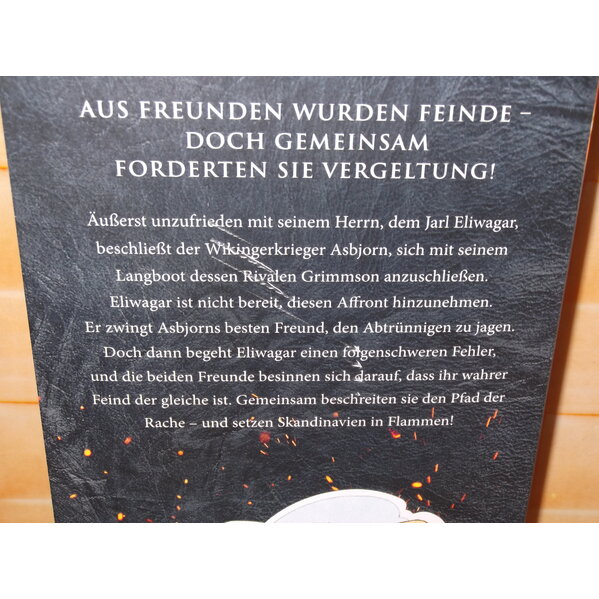 AUS FREUNDEN WURDEN FEINDE –
DOCH GEMEINSAM
FORDERTEN SIE VERGELTUNG!
Äußerst unzufrieden mit seinem Herrn, dem Jarl Eliwagar,
beschließt der Wikingerkrieger Asbjorn, sich mit seinem
Langboot dessen Rivalen Grimmson anzuschließen.
Eliwagar ist nicht bereit, diesen Affront hinzunehmen.
Er zwingt Asbjorns besten Freund, den Abtrünnigen zu jagen.
Doch dann begeht Eliwagar einen folgenschweren Fehler,
und die beiden Freunde besinnen sich darauf, dass ihr wahrer
Feind der gleiche ist. Gemeinsam beschreiten sie den Pfad der
Rache – und setzen Skandinavien in Flammen!